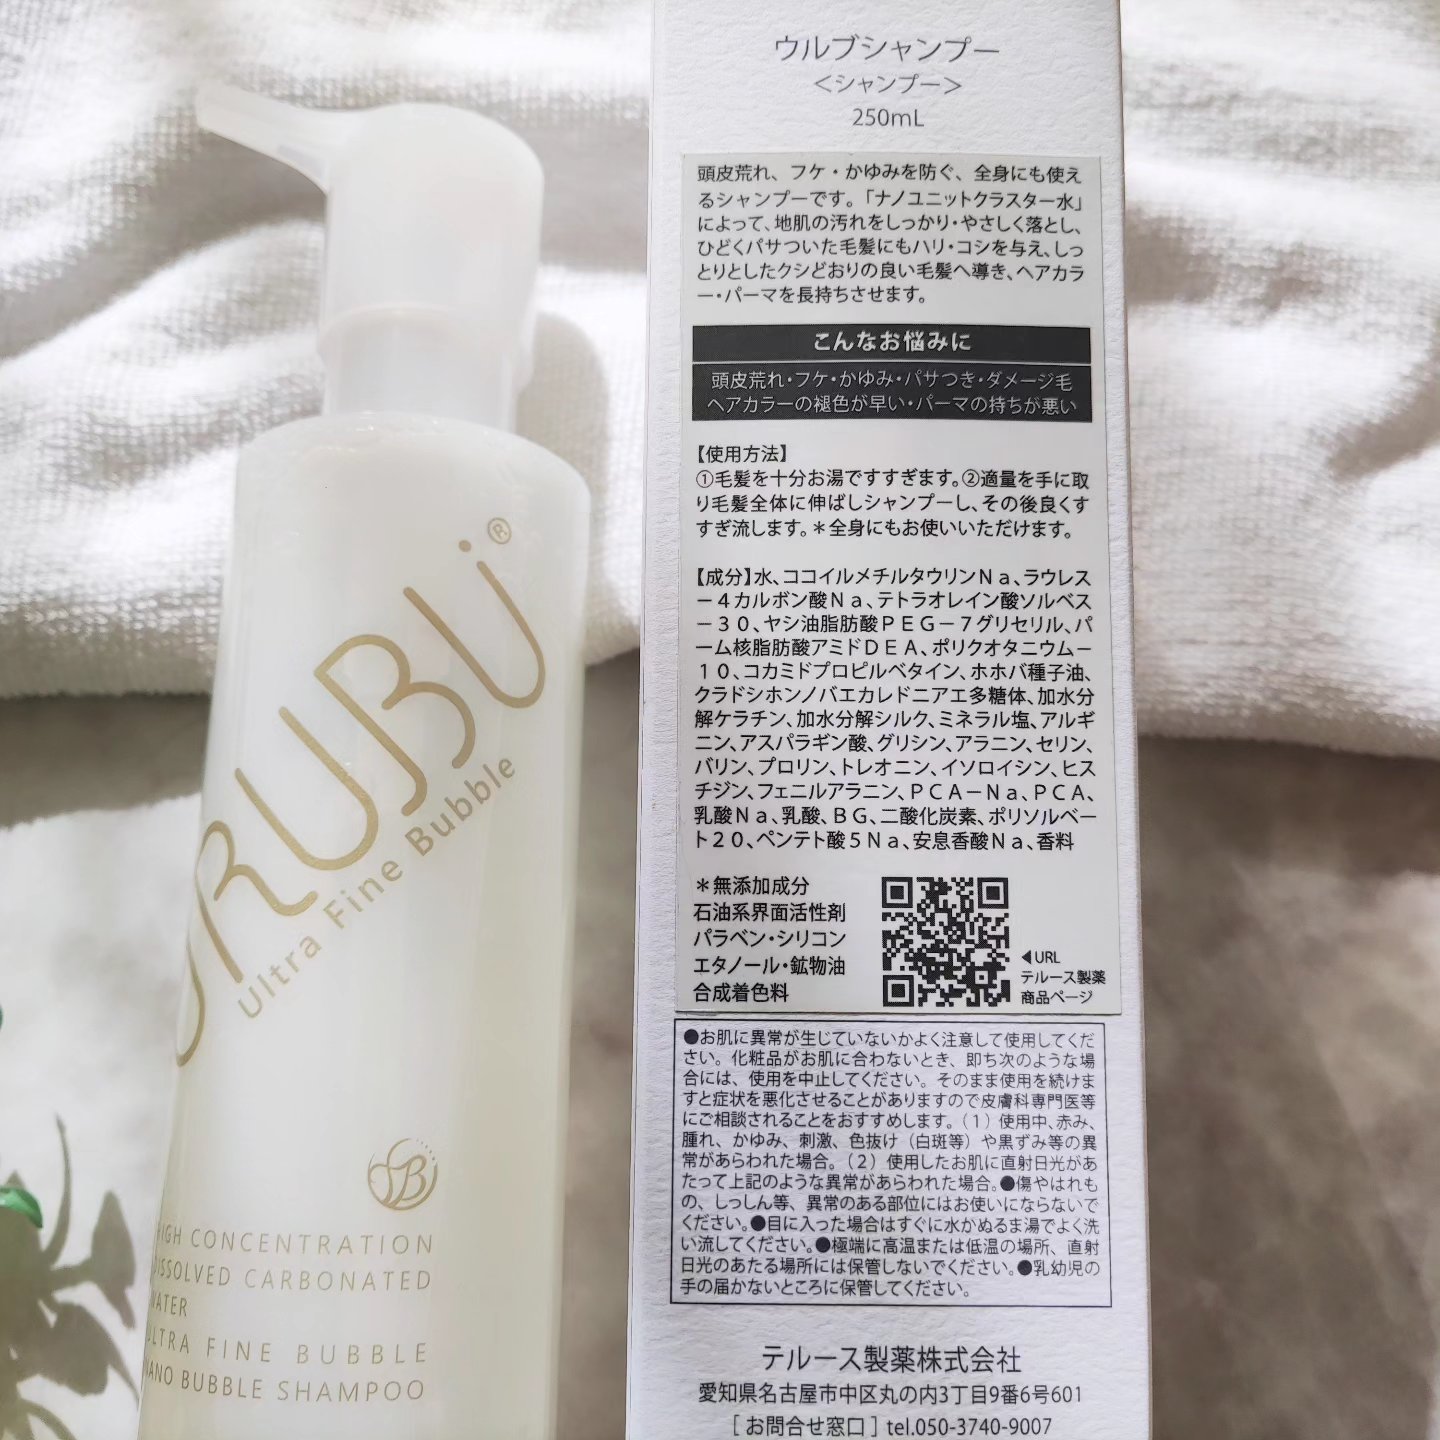 URUBÜ®
Ultra Fine Bubble
HIGH CONCENTRATION
DISSOLVED CARBONATED
WATER
ULTRA FINE BUBBLE
NANO BUBBLE SHAMPOO
ウルブシャンプー
＜シャンプー＞
250mL
頭皮荒れ、フケ・かゆみを防ぐ、全身にも使え
るシャンプーです。「ナノユニットクラスター水」
によって、地肌の汚れをしっかり・やさしく落とし、
ひどくパサついた毛髪にもハリ・コシを与え、しっ
とりとしたクシどおりの良い毛髪へ導き、ヘアカラ
ー・パーマを長持ちさせます。
こんなお悩みに
頭皮荒れ・フケ・かゆみ・パサつき・ダメージ毛
ヘアカラーの褪色が早い・パーマの持ちが悪い
【使用方法】
①毛髪を十分お湯ですすぎます。②適量を手に取
り毛髪全体に伸ばしシャンプーし、その後良くす
すぎ流します。＊全身にもお使いいただけます。
【成分】水、ココイルメチルタウリンＮａ、ラウレス
－４カルボン酸Ｎａ、テトラオレイン酸ソルベス
－３０、ヤシ油脂肪酸ＰＥＧ－７グリセリル、パ
ーム核脂肪酸アミドＤＥＡ、ポリクオタニウム－
１０、コカミドプロピルベタイン、ホホバ種子油、
クラドシホンノバエカレドニアエ多糖体、加水分
解ケラチン、加水分解シルク、ミネラル塩、アルギ
ニン、アスパラギン酸、グリシン、アラニン、セリン、
バリン、プロリン、トレオニン、イソロイシン、ヒス
チジン、フェニルアラニン、ＰＣＡ－Ｎａ、ＰＣＡ、
乳酸Ｎａ、乳酸、ＢＧ、二酸化炭素、ポリソルベー
ト２０、ペンテト酸５Ｎａ、安息香酸Ｎａ、香料
＊無添加成分
石油系界面活性剤
パラベン・シリコン
エタノール・鉱物油
合成着色料
◀URL
テルース製薬
商品ページ
●お肌に異常が生じていないかよく注意して使用してくだ
さい。化粧品がお肌に合わないとき、即ち次のような場
合には、使用を中止してください。そのまま使用を続けま
すと症状を悪化させることがありますので皮膚科専門医等
にご相談されることをおすすめします。（1）使用中、赤み、
腫れ、かゆみ、刺激、色抜け（白斑等）や黒ずみ等の異
常があらわれた場合。（2）使用したお肌に直射日光があ
たって上記のような異常があらわれた場合。●傷やはれも
の、しっしん等、異常のある部位にはお使いにならないで
ください。●目に入った場合はすぐに水かぬるま湯でよく洗
い流してください。●極端に高温または低温の場所、直射
日光のあたる場所には保管しないでください。●乳幼児の
手の届かないところに保管してください。
テルース製薬株式会社
愛知県名古屋市中区丸の内3丁目9番6号601
［お問合せ窓口］tel.050-3740-9007